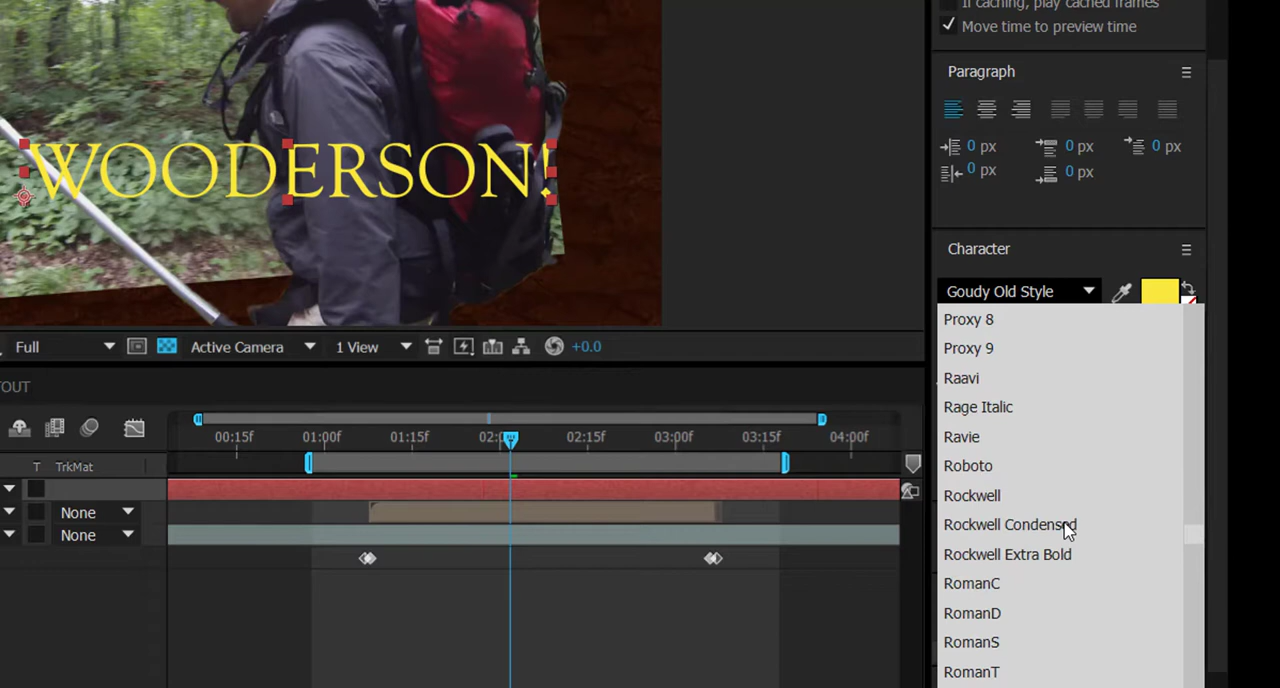 If caching, play cached frames
Move time to preview time
Paragraph
0 px 0 px 0 px
0 px 0 px
WOODERSON!
Character
Goudy Old Style
Proxy 8
Proxy 9
Raavi
Rage Italic
Ravie
Roboto
Rockwell
Rockwell Condensed
Rockwell Extra Bold
RomanC
RomanD
RomanS
RomanT
Full Active Camera 1 View +0.0
OUT
00:15f 01:00f 01:15f 02:0 02:15f 03:00f 03:15f 04:00f
T TrkMat
None
None